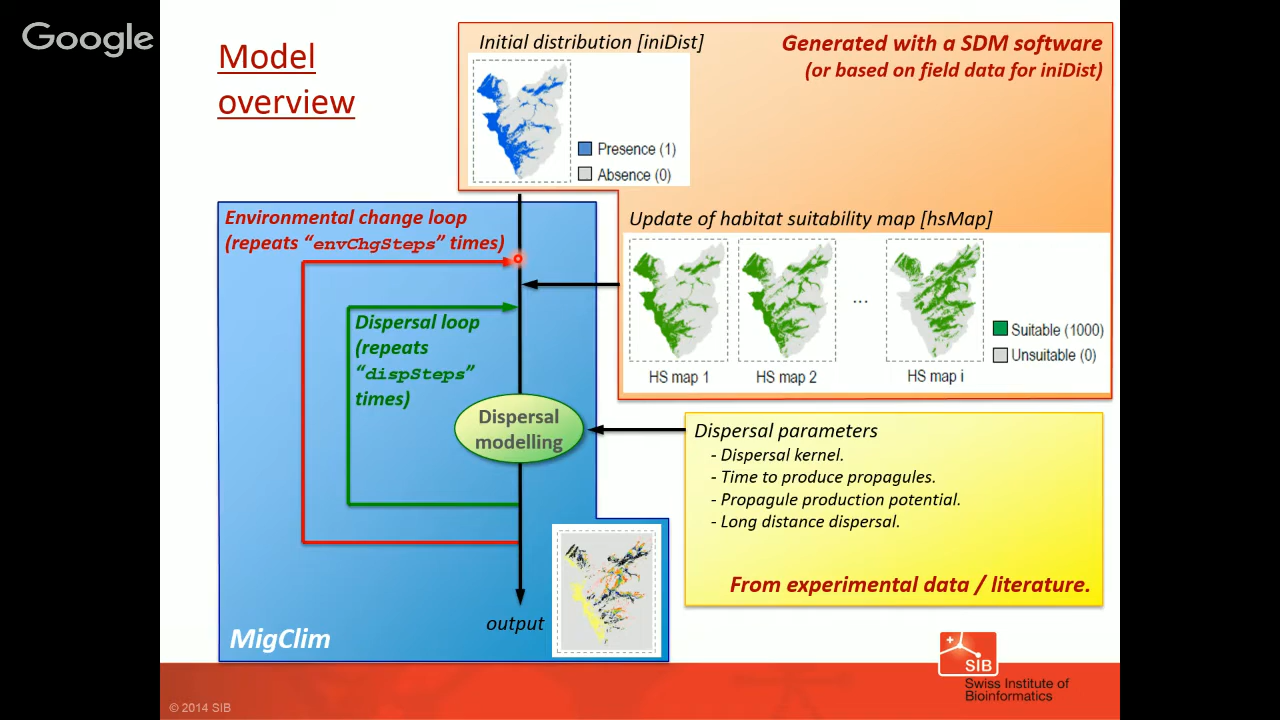 Google
Model
overview
Initial distribution [iniDist]
Generated with a SDM software
(or based on field data for iniDist)
Presence (1)
Absence (0)
Environmental change loop
(repeats “envChgSteps” times)
Update of habitat suitability map [hsMap]
...
Suitable (1000)
Unsuitable (0)
HS map 1
HS map 2
HS map i
Dispersal loop
(repeats
“dispSteps”
times)
Dispersal
modelling
Dispersal parameters
- Dispersal kernel.
- Time to produce propagules.
- Propagule production potential.
- Long distance dispersal.
From experimental data / literature.
output
MigClim
SIB
Swiss Institute of
Bioinformatics
© 2014 SIB